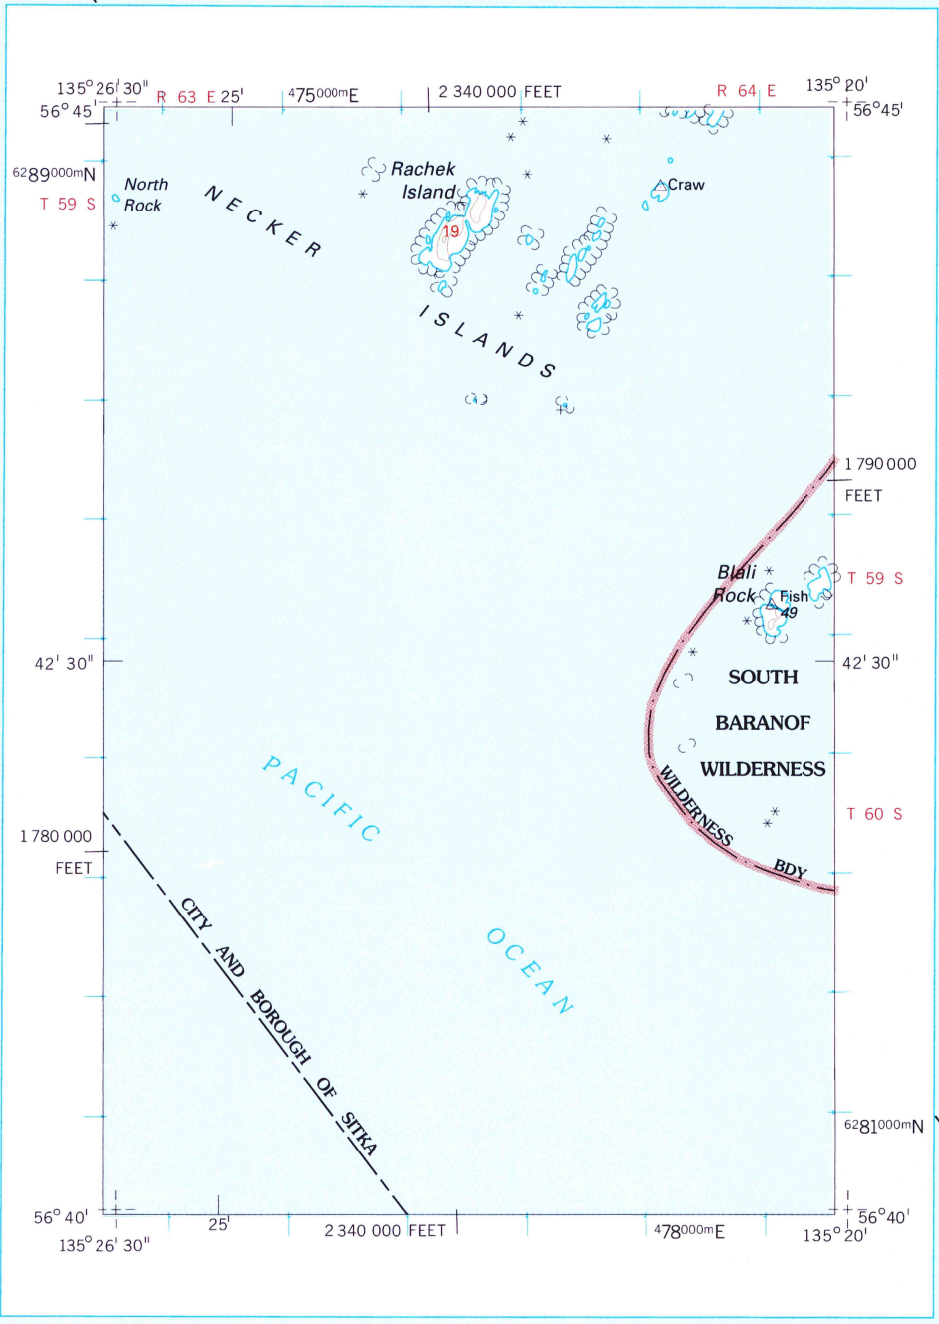 135° 26' 30"
R 63 E
25'
475000mE
2 340 000 FEET
R 64 E
135° 20'
56° 45'
56° 45'
6289000mN
T 59 S
North
Rock
NECKER
Rachek
Island
19
Craw
ISLANDS
1 790 000
FEET
Blali
Rock
Fish
49
T 59 S
42' 30"
42' 30"
SOUTH
BARANOF
WILDERNESS
WILDERNESS
BDY
T 60 S
PACIFIC
OCEAN
1 780 000
FEET
CITY AND BOROUGH OF SITKA
6281000mN
56° 40'
56° 40'
135° 26' 30"
25'
2 340 000 FEET
478000mE
135° 20'